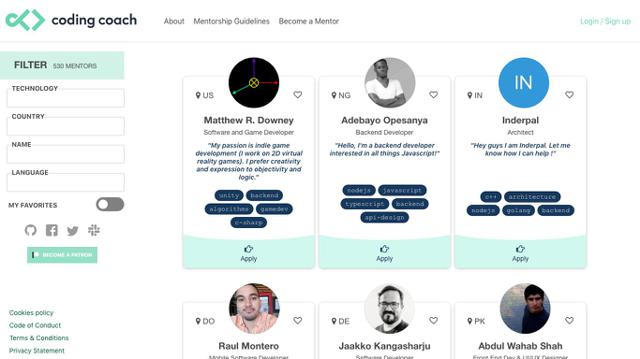 coding coach
About
Mentorship Guidelines
Become a Mentor
Login / Sign up
FILTER 530 MENTORS
TECHNOLOGY
COUNTRY
NAME
LANGUAGE
MY FAVORITES
BECOME A PATRON
Cookies policy
Code of Conduct
Terms & Conditions
Privacy Statement
US
Matthew R. Downey
Software and Game Developer
"My passion is indie game
development (I work on 2D virtual
reality games). I prefer creativity
and expression to objectivity and
logic."
unity backend
algorithms gamedev
c-sharp
Apply
NG
Adebayo Opesanya
Backend Developer
"Hello, I'm a backend developer
interested in all things Javascript!"
nodejs javascript
typescript backend
api-design
Apply
IN
IN
Inderpal
Architect
"Hey guys I am Inderpal. Let me
know how I can help !"
c++ architecture
nodejs golang backend
Apply
DO
Raul Montero
Mobile Software Developer
DE
Jaakko Kangasharju
Software Developer
PK
Abdul Wahab Shah
Front End Dev & UI/UX Designer